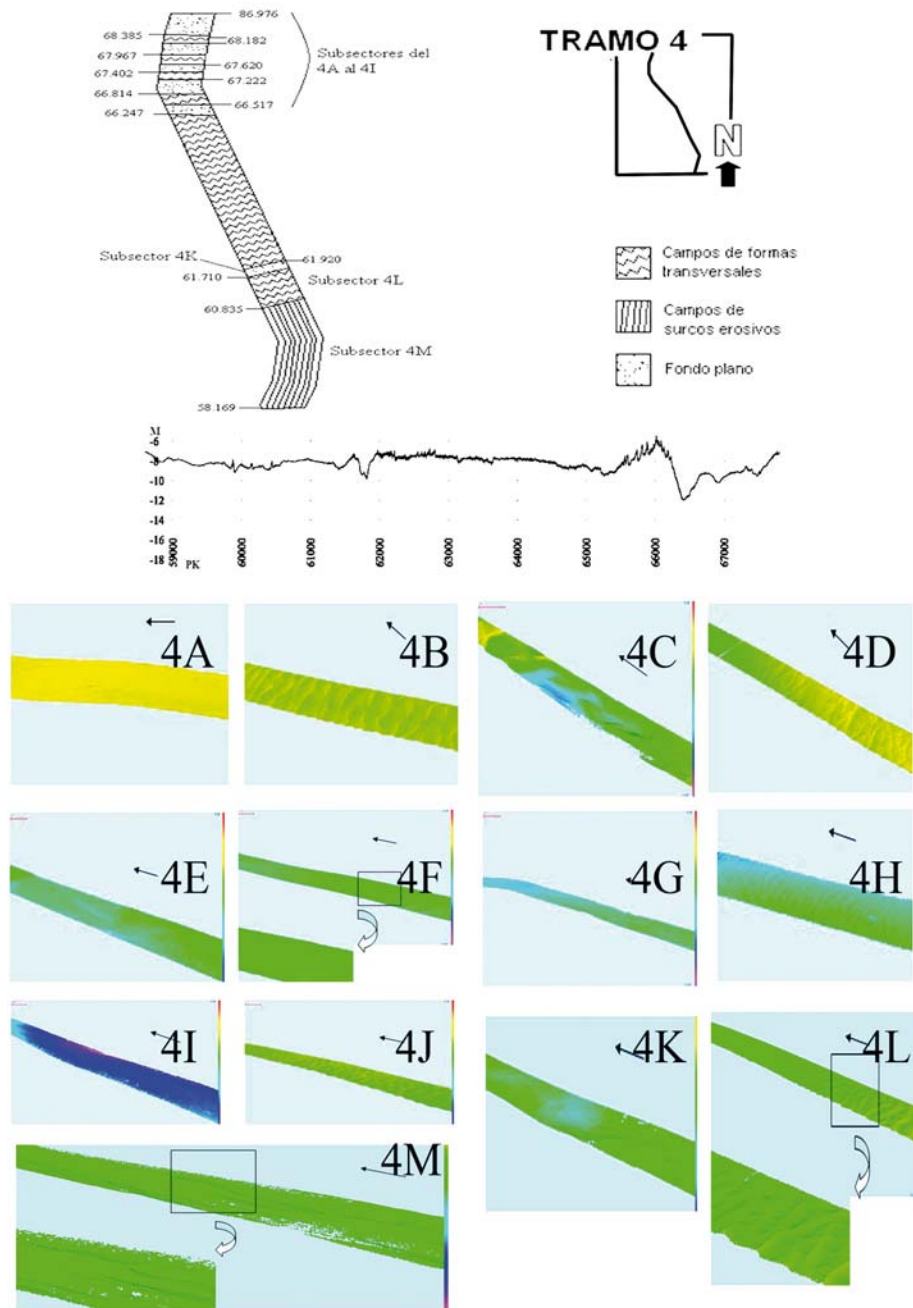 86.976
68.385
68.182
67.967
67.620
67.402
67.222
66.814
66.517
66.247
Subsectores del
4A al 4I
TRAMO 4
N
Subsector 4K
61.920
61.710
Subsector 4L
60.835
Subsector 4M
58.169
Campos de formas
transversales
Campos de
surcos erosivos
Fondo plano
M
-6
-8
-10
-12
-14
-16
-18
PK
59000
60000
61000
62000
63000
64000
65000
66000
67000
4A
4B
4C
4D
4E
4F
4G
4H
4I
4J
4K
4L
4M